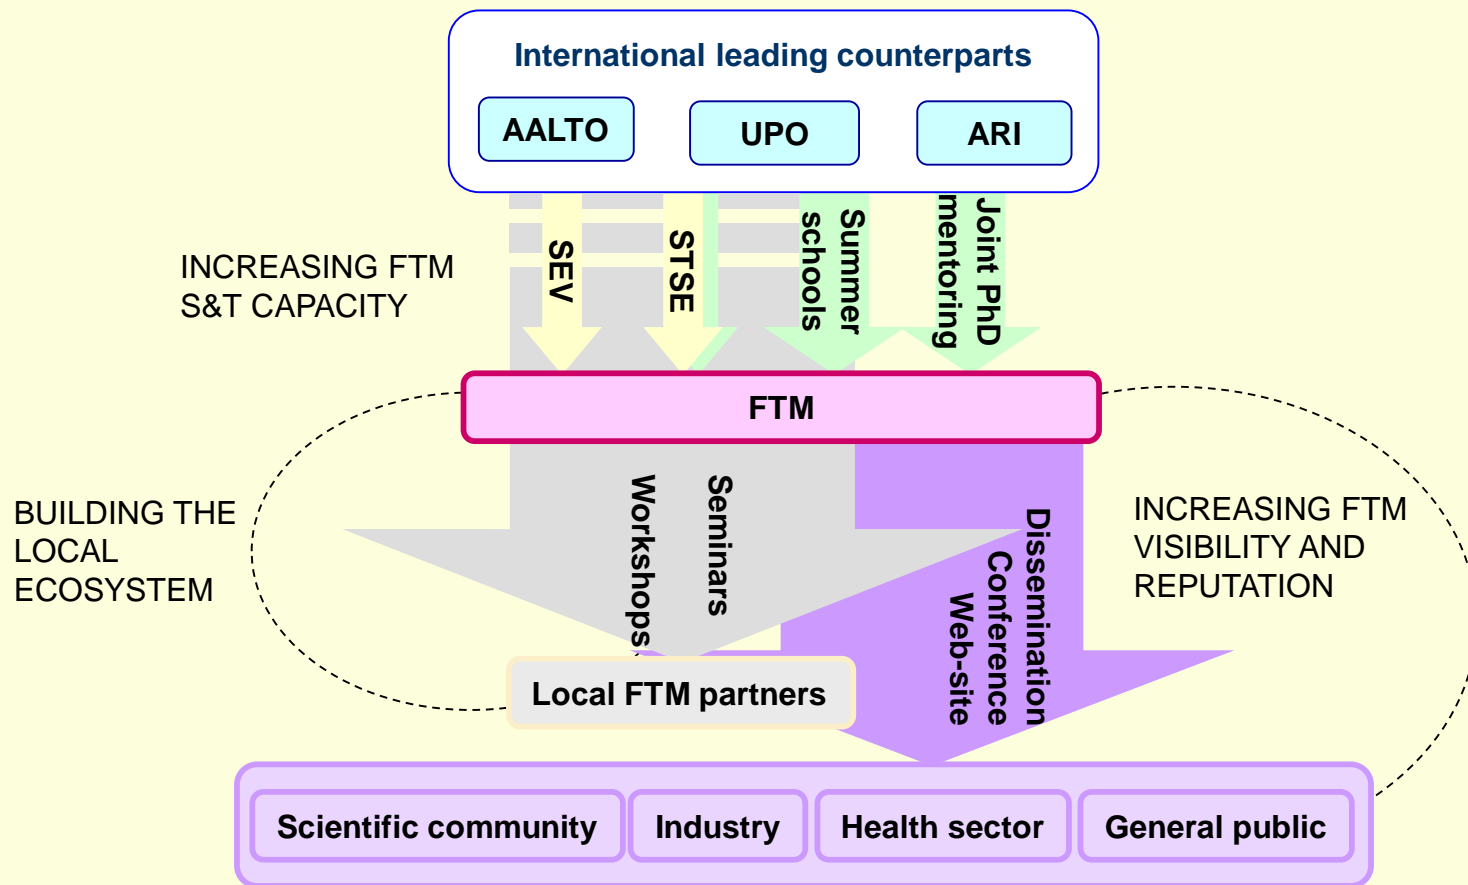 International leading counterparts
AALTO
UPO
ARI
INCREASING FTM
S&T CAPACITY
SEV
STSE
Summer
schools
Joint PhD
mentoring
FTM
BUILDING THE
LOCAL
ECOSYSTEM
Seminars
Workshops
Dissemination
Conference
Web-site
INCREASING FTM
VISIBILITY AND
REPUTATION
Local FTM partners
Scientific community
Industry
Health sector
General public